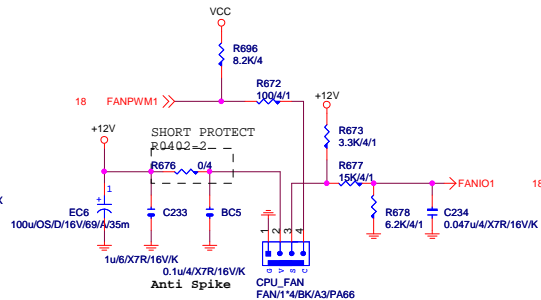 VCC
R696
8.2K/4
R672
100/4/1
18 FANPWM1
+12V
+12V
SHORT PROTECT
R0402-2
R676 0/4
R673
3.3K/4/1
R677
15K/4/1
FANIO1 18
1
+
EC6
100u/OS/D/16V/69/A/35m
C233
BC5
R678
6.2K/4/1
C234
0.047u/4/X7R/16V/K
1 2 3 4
G V S C
1u/6/X7R/16V/K
0.1u/4/X7R/16V/K
Anti Spike
CPU_FAN
FAN/1*4/BK/A3/PA66